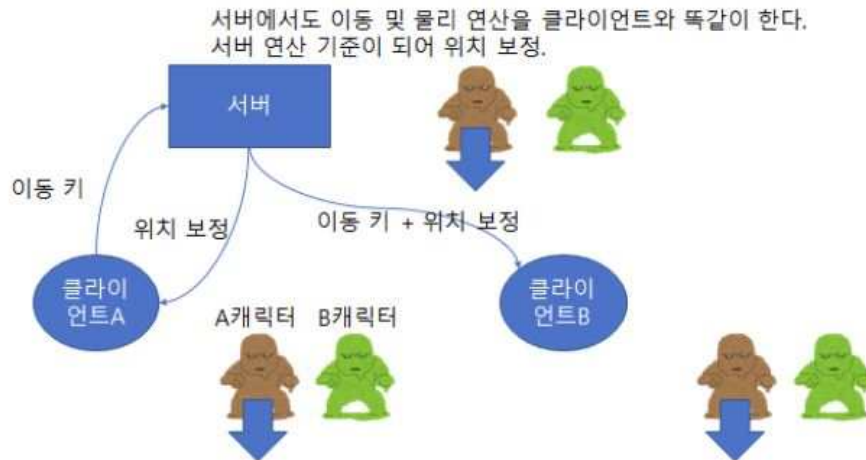 서버에서도 이동 및 물리 연산을 클라이언트와 똑같이 한다.
서버 연산 기준이 되어 위치 보정.
서버
이동 키
위치 보정
이동 키 + 위치 보정
클라이
언트A
A캐릭터
B캐릭터
클라이
언트B